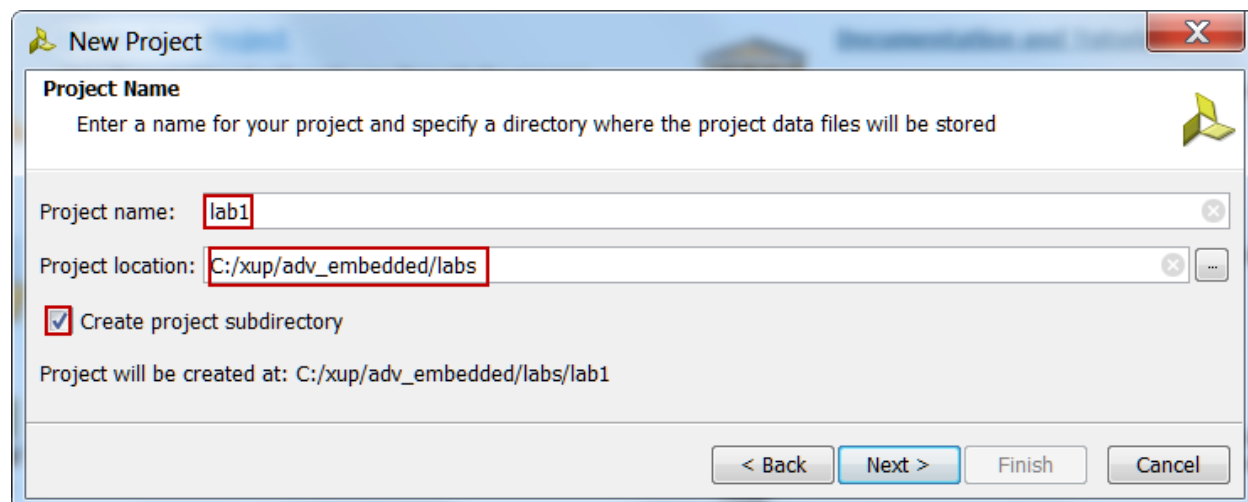 New Project
Project Name
Enter a name for your project and specify a directory where the project data files will be stored
Project name: lab1
Project location: C:/xup/adv_embedded/labs ...
Create project subdirectory
Project will be created at: C:/xup/adv_embedded/labs/lab1
< Back Next > Finish Cancel